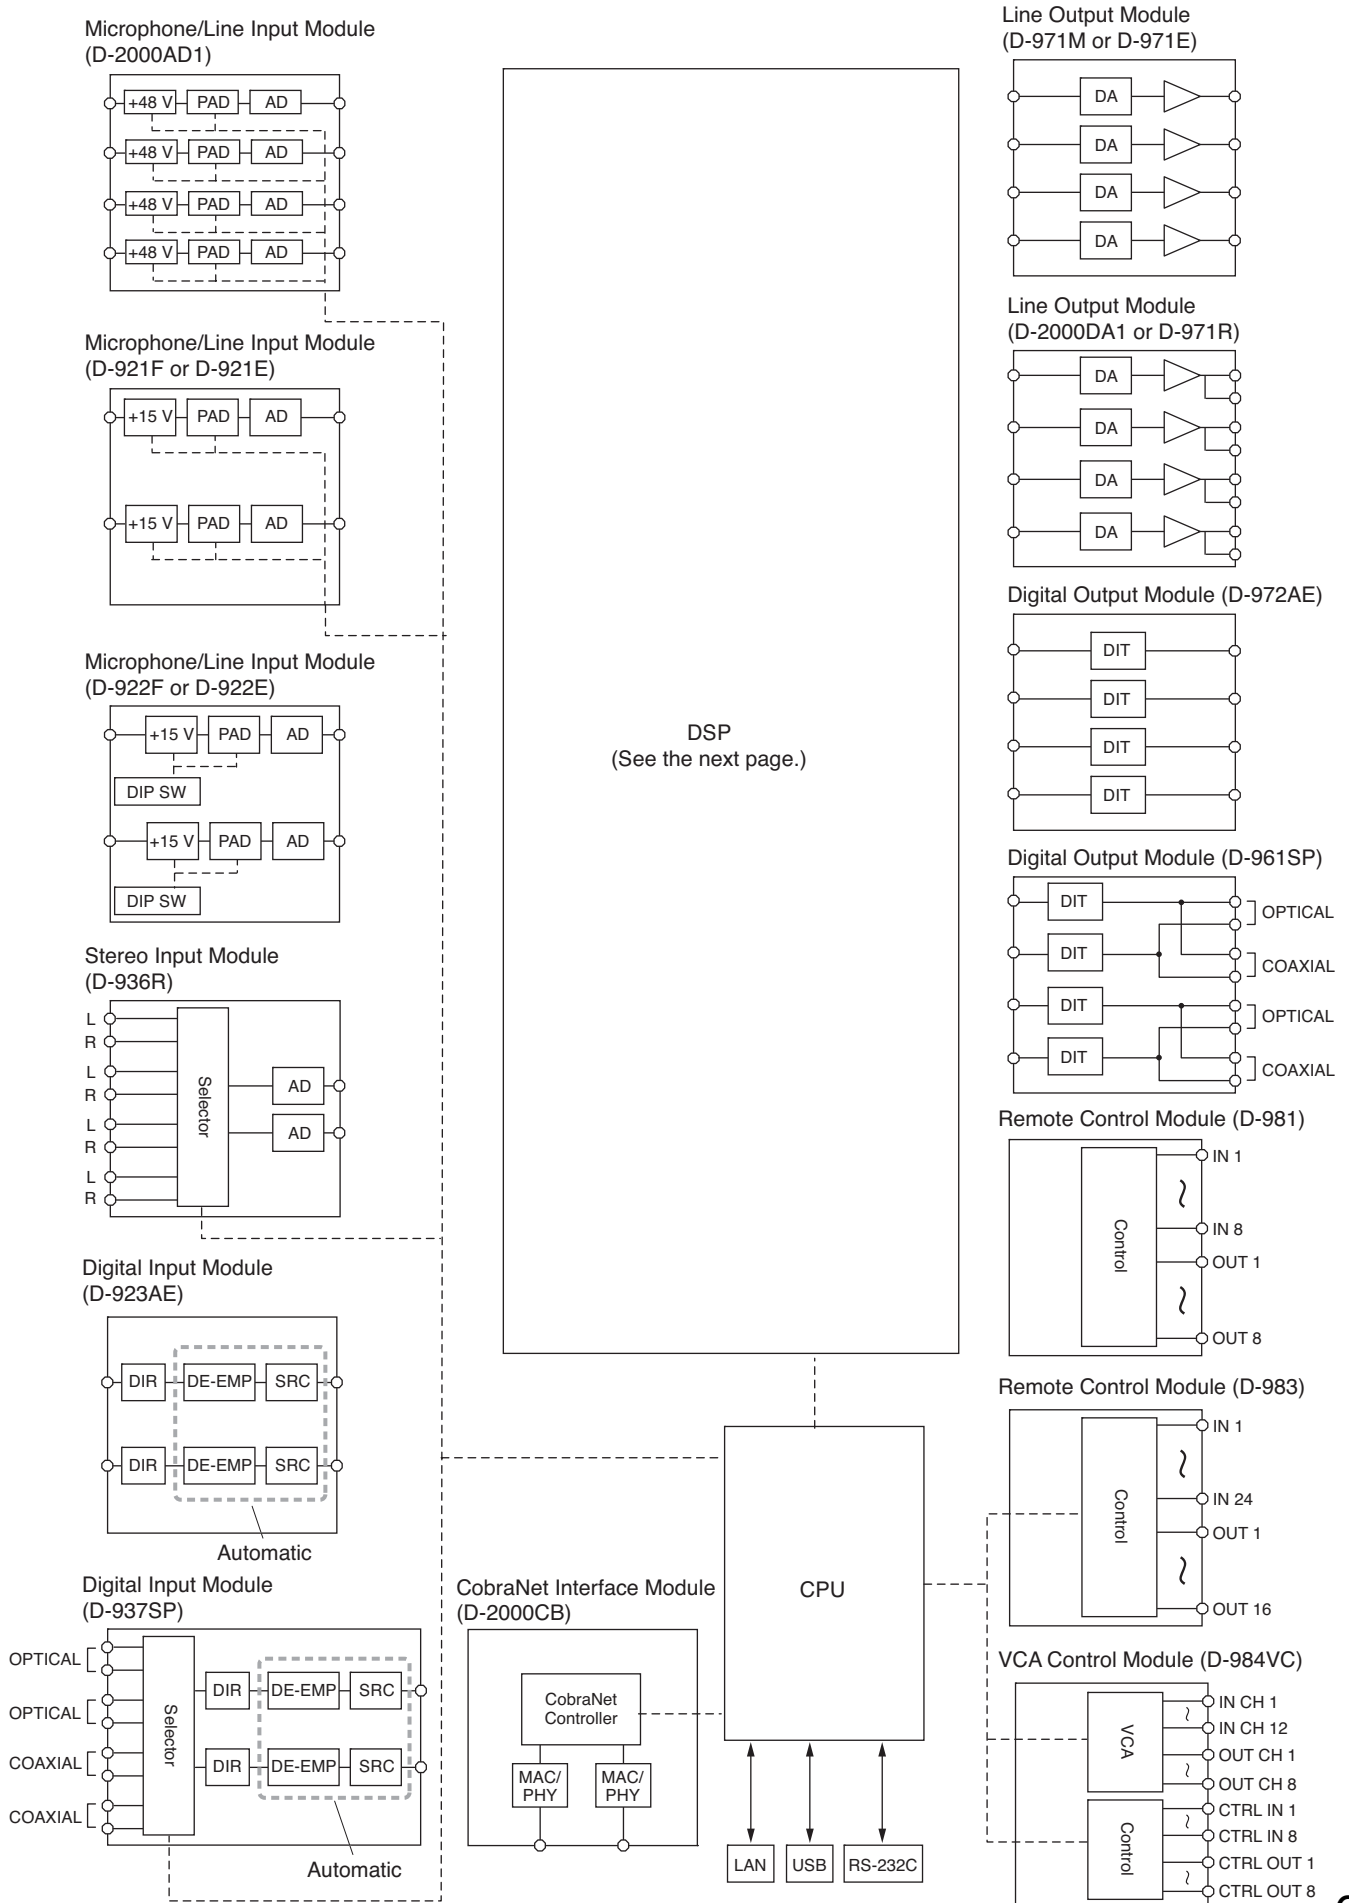 Microphone/Line Input Module
(D-2000AD1)
+48 V PAD AD
+48 V PAD AD
+48 V PAD AD
+48 V PAD AD
Microphone/Line Input Module
(D-921F or D-921E)
+15 V PAD AD
+15 V PAD AD
Microphone/Line Input Module
(D-922F or D-922E)
+15 V PAD AD
DIP SW
+15 V PAD AD
DIP SW
Stereo Input Module
(D-936R)
L
R
L
R
L
R
L
R
Selector
AD
AD
Digital Input Module
(D-923AE)
DIR DE-EMP SRC
DIR DE-EMP SRC
Automatic
Digital Input Module
(D-937SP)
OPTICAL
OPTICAL
COAXIAL
COAXIAL
Selector
DIR DE-EMP SRC
DIR DE-EMP SRC
Automatic
DSP
(See the next page.)
CPU
CobraNet Interface Module
(D-2000CB)
CobraNet
Controller
MAC/
PHY
MAC/
PHY
LAN USB RS-232C
Line Output Module
(D-971M or D-971E)
DA
DA
DA
DA
Line Output Module
(D-2000DA1 or D-971R)
DA
DA
DA
DA
Digital Output Module (D-972AE)
DIT
DIT
DIT
DIT
Digital Output Module (D-961SP)
DIT
DIT
DIT
DIT
OPTICAL
COAXIAL
OPTICAL
COAXIAL
Remote Control Module (D-981)
Control
IN 1
IN 8
OUT 1
OUT 8
Remote Control Module (D-983)
Control
IN 1
IN 24
OUT 1
OUT 16
VCA Control Module (D-984VC)
VCA
IN CH 1
IN CH 12
OUT CH 1
OUT CH 8
Control
CTRL IN 1
CTRL IN 8
CTRL OUT 1
CTRL OUT 8